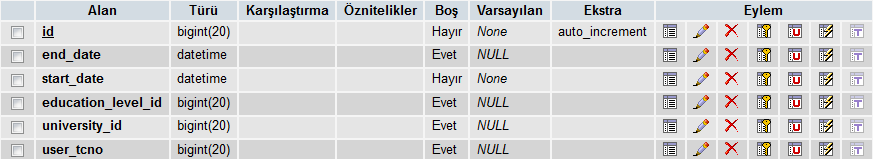 Alan Türü Karşılaştırma Öznitelikler Boş Varsayılan Ekstra Eylem
id bigint(20) Hayır None auto_increment
end_date datetime Evet NULL
start_date datetime Hayır None
education_level_id bigint(20) Evet NULL
university_id bigint(20) Evet NULL
user_tcno bigint(20) Evet NULL